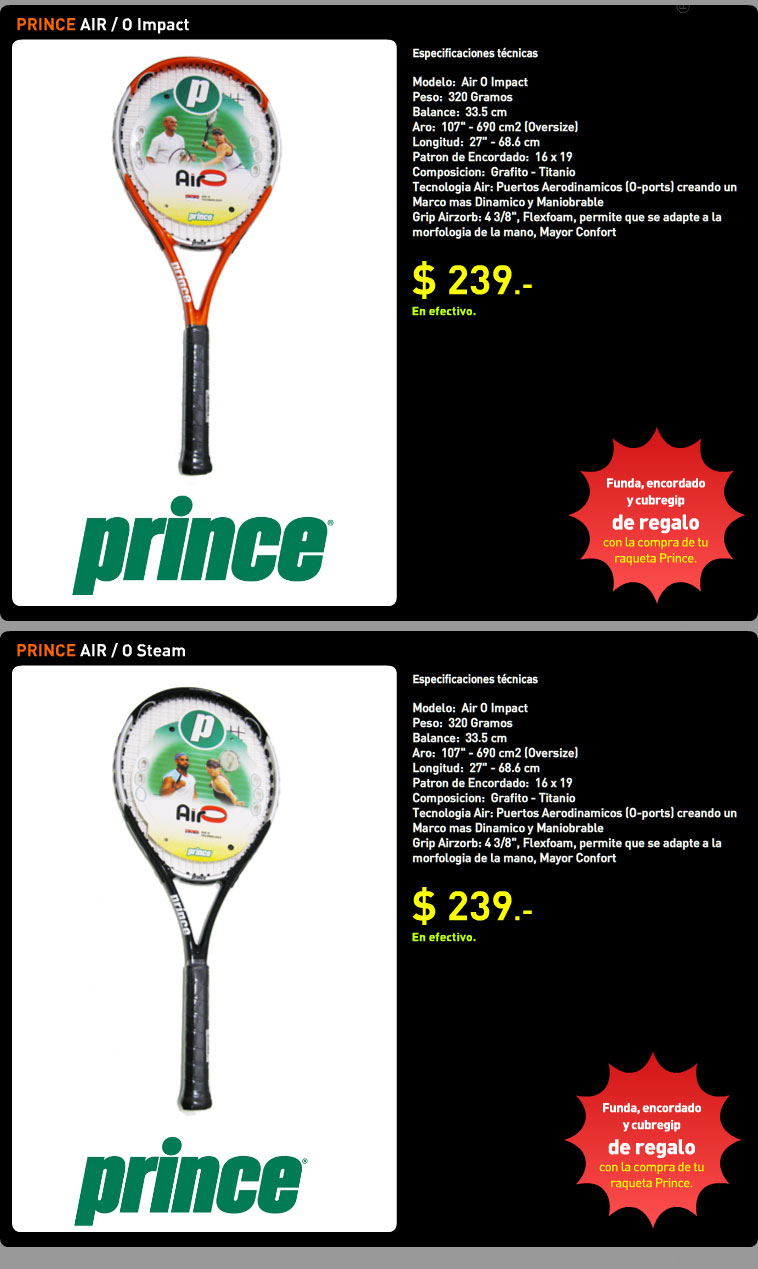 PRINCE AIR / O Impact
Especificaciones técnicas
Modelo: Air O Impact
Peso: 320 Gramos
Balance: 33.5 cm
Aro: 107" - 690 cm2 (Oversize)
Longitud: 27" - 68.6 cm
Patron de Encordado: 16 x 19
Composicion: Grafito - Titanio
Tecnologia Air: Puertos Aerodinamicos (O-ports) creando un
Marco mas Dinamico y Maniobrable
Grip Airzorb: 4 3/8", Flexfoam, permite que se adapte a la
morfologia de la mano, Mayor Confort
$ 239.-
En efectivo.
P
Air O
prince
prince
prince®
Funda, encordado
y cubregip
de regalo
con la compra de tu
raqueta Prince.
PRINCE AIR / O Steam
Especificaciones técnicas
Modelo: Air O Impact
Peso: 320 Gramos
Balance: 33.5 cm
Aro: 107" - 690 cm2 (Oversize)
Longitud: 27" - 68.6 cm
Patron de Encordado: 16 x 19
Composicion: Grafito - Titanio
Tecnologia Air: Puertos Aerodinamicos (O-ports) creando un
Marco mas Dinamico y Maniobrable
Grip Airzorb: 4 3/8", Flexfoam, permite que se adapte a la
morfologia de la mano, Mayor Confort
$ 239.-
En efectivo.
P
Air O
prince
prince
prince®
Funda, encordado
y cubregip
de regalo
con la compra de tu
raqueta Prince.